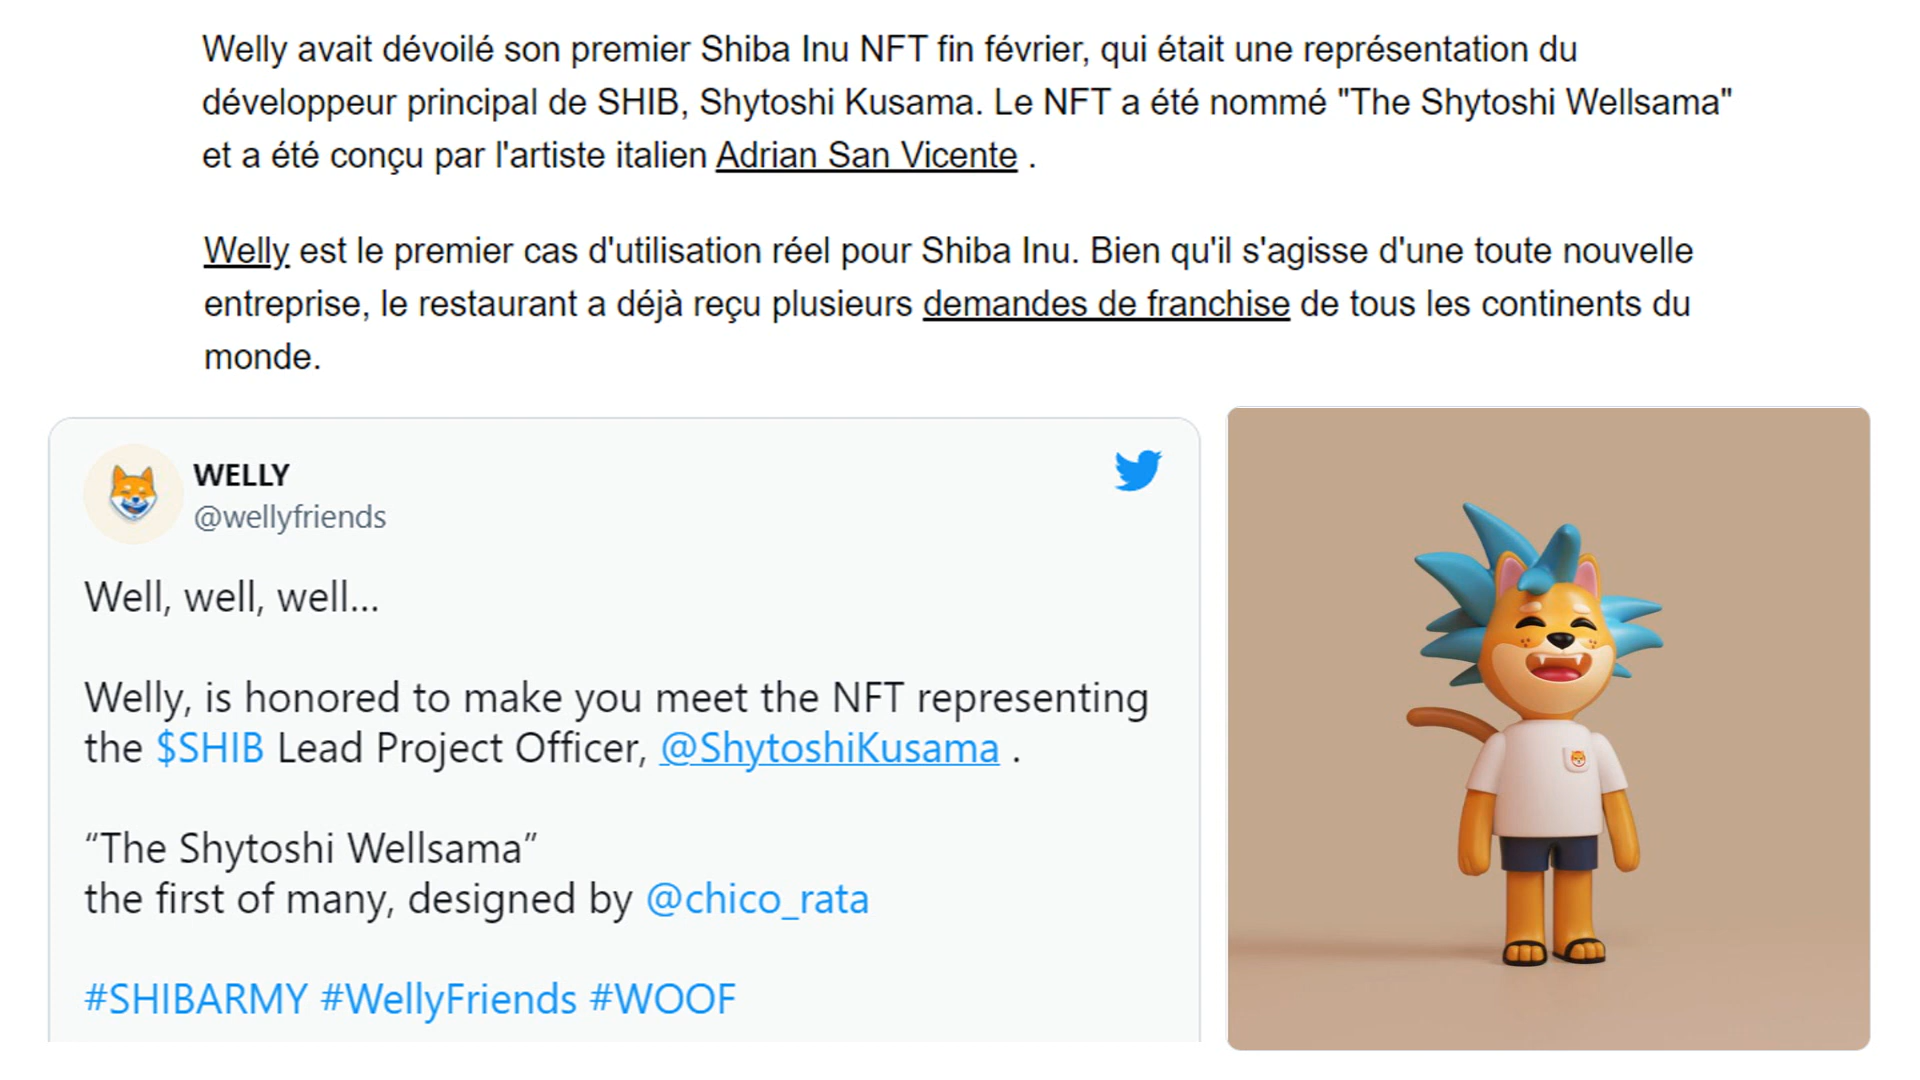 Welly avait dévoilé son premier Shiba Inu NFT fin février, qui était une représentation du
développeur principal de SHIB, Shytoshi Kusama. Le NFT a été nommé "The Shytoshi Wellsama"
et a été conçu par l'artiste italien Adrian San Vicente .
Welly est le premier cas d'utilisation réel pour Shiba Inu. Bien qu'il s'agisse d'une toute nouvelle
entreprise, le restaurant a déjà reçu plusieurs demandes de franchise de tous les continents du
monde.
WELLY
@wellyfriends
Well, well, well...
Welly, is honored to make you meet the NFT representing
the $SHIB Lead Project Officer, @ShytoshiKusama .
“The Shytoshi Wellsama”
the first of many, designed by @chico_rata
#SHIBARMY #WellyFriends #WOOF